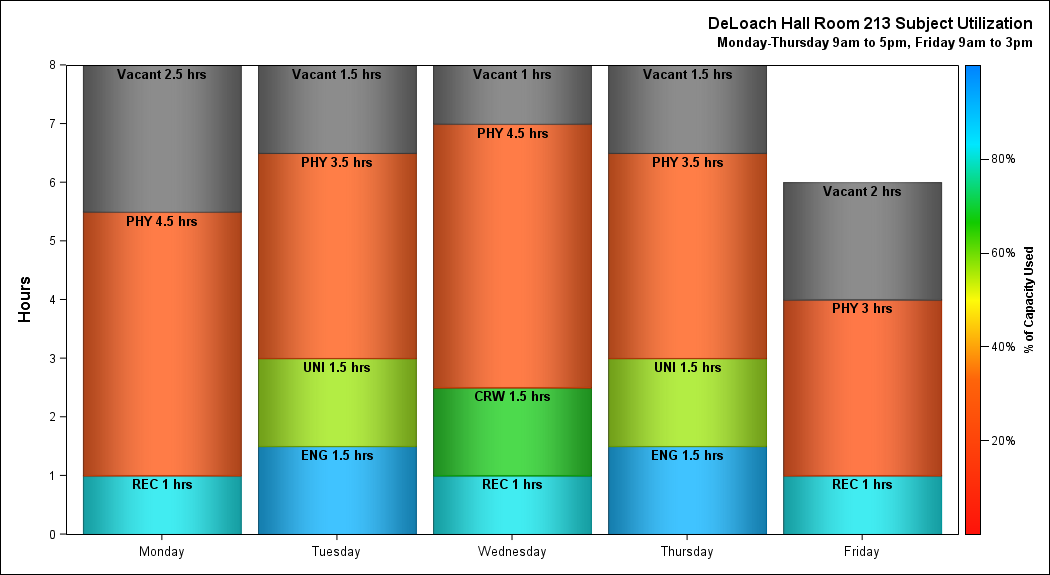 DeLoach Hall Room 213 Subject Utilization
Monday-Thursday 9am to 5pm, Friday 9am to 3pm
Hours
8
7
6
5
4
3
2
1
0
Vacant 2.5 hrs
PHY 4.5 hrs
REC 1 hrs
Monday
Vacant 1.5 hrs
PHY 3.5 hrs
UNI 1.5 hrs
ENG 1.5 hrs
Tuesday
Vacant 1 hrs
PHY 4.5 hrs
CRW 1.5 hrs
REC 1 hrs
Wednesday
Vacant 1.5 hrs
PHY 3.5 hrs
UNI 1.5 hrs
ENG 1.5 hrs
Thursday
Vacant 2 hrs
PHY 3 hrs
REC 1 hrs
Friday
80%
60%
40%
20%
% of Capacity Used